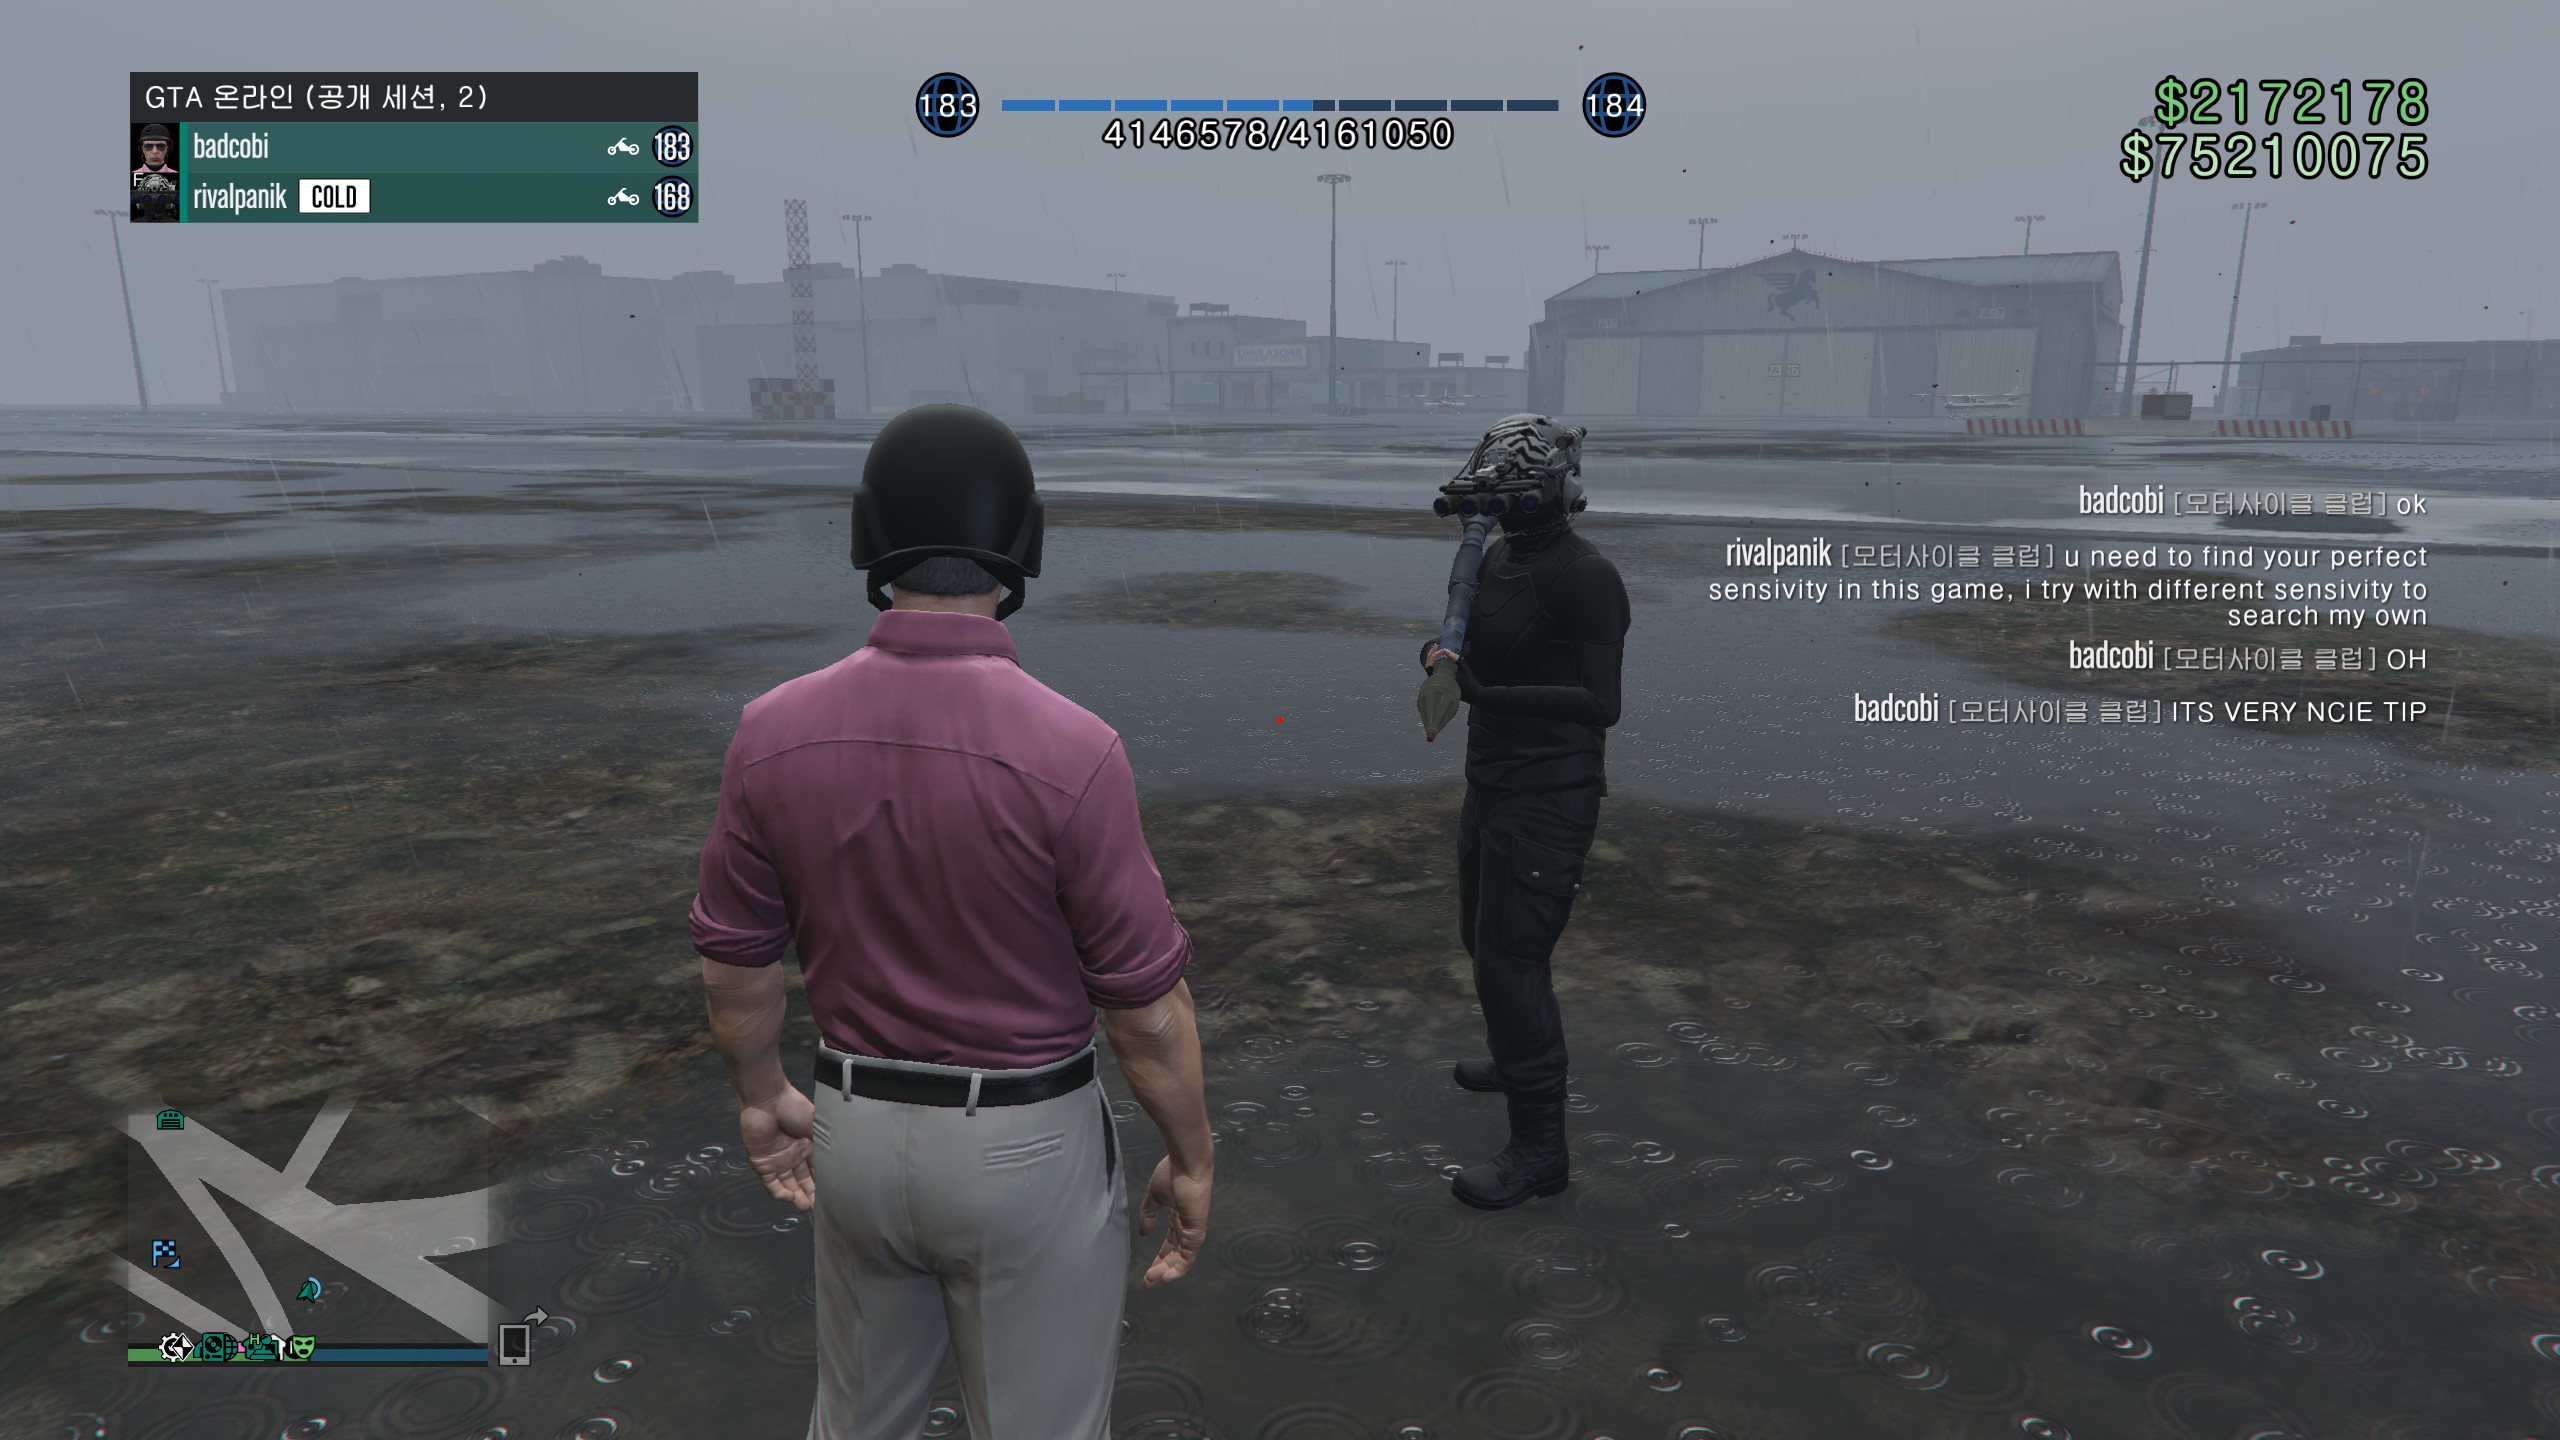 GTA 온라인 (공개 세션, 2)
badcobi 183
rivalpanik COLD 168
183 184
4146578/4161050
$2172178
$75210075
badcobi [모터사이클 클럽] ok
rivalpanik [모터사이클 클럽] u need to find your perfect
sensivity in this game, i try with different sensivity to
search my own
badcobi [모터사이클 클럽] OH
badcobi [모터사이클 클럽] ITS VERY NCIE TIP